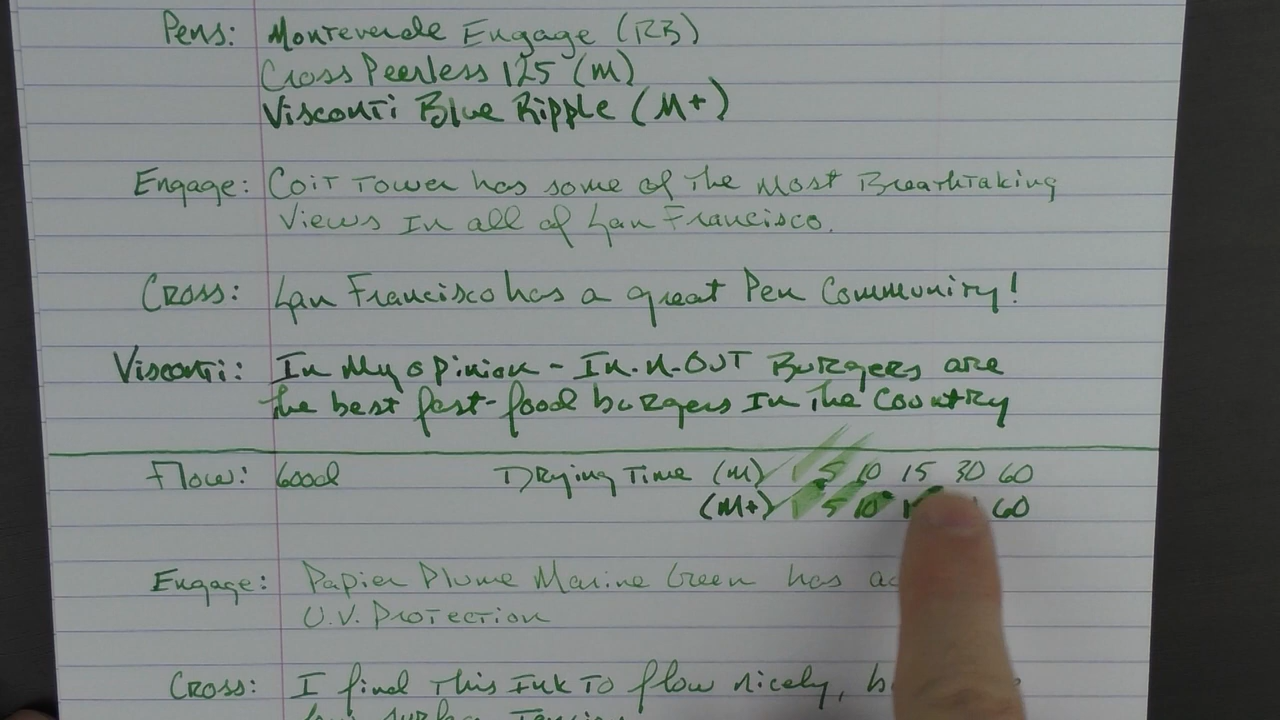 Pens: Monteverde Engage (RB)
Cross Peerless 125 (M)
Visconti Blue Ripple (M+)
Engage: Coit Tower has some of the most Breathtaking
Views In all of San Francisco.
Cross: San Francisco has a great Pen Community!
Visconti: In My opinion - In-N-Out Burgers are
the best fast-food burgers In the Country
Flow: Good Drying Time (M) 1 5 10 15 30 60
(M+) 1 5 10 60
Engage: Papier Plume Marine Green has
U.V. Protection
Cross: I find this Ink to flow nicely,
low surface